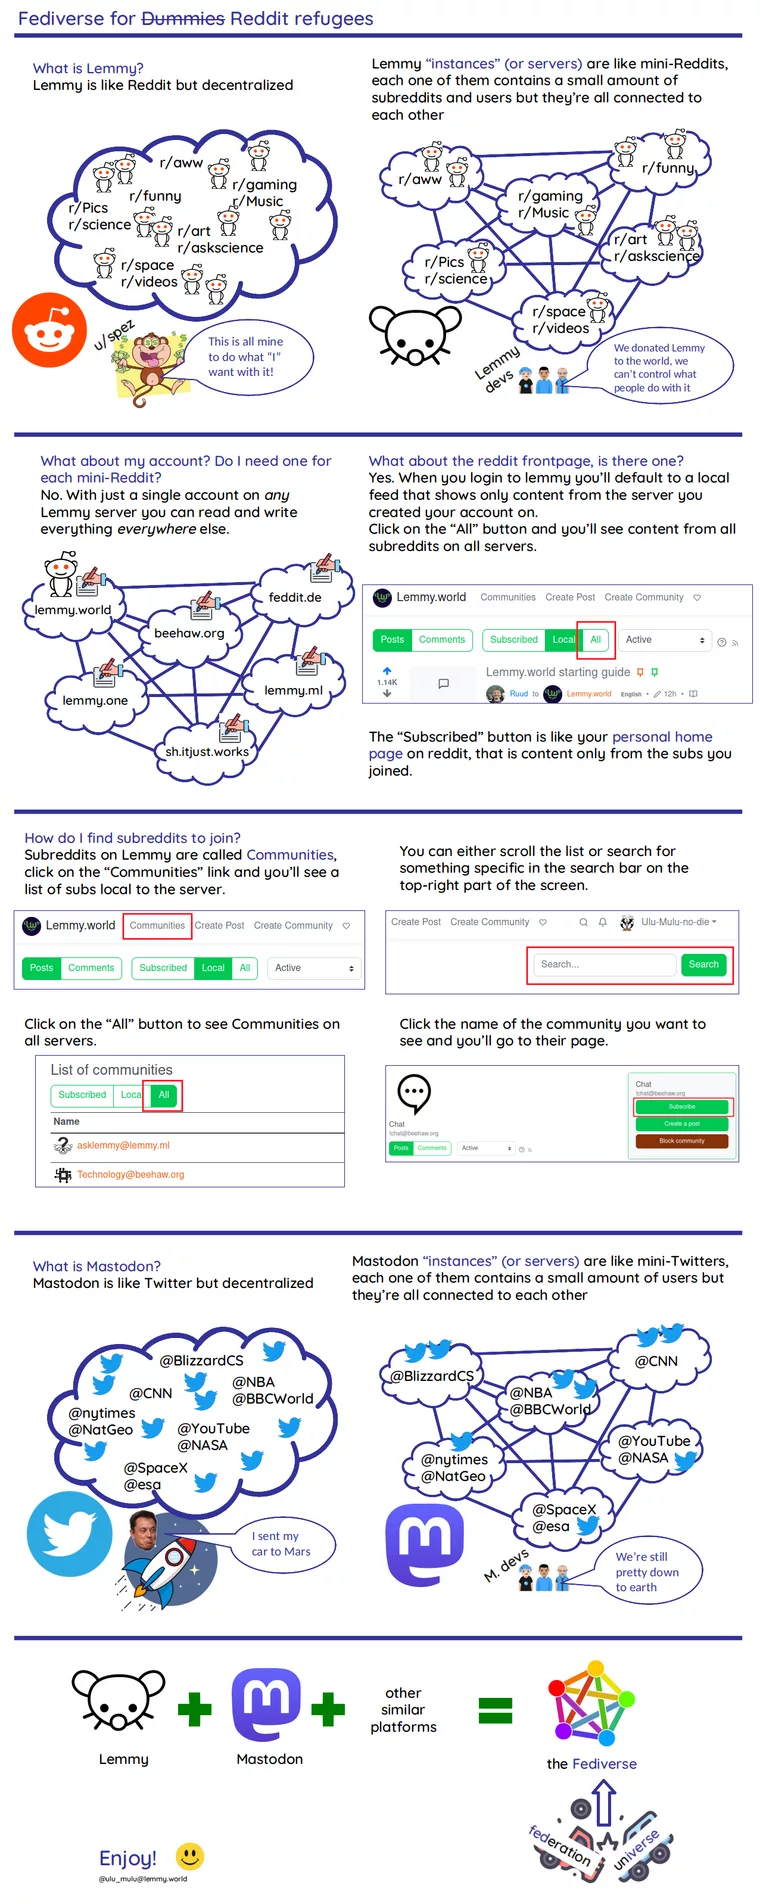 Fediverse for Dummies Reddit refugees
What is Lemmy?
Lemmy is like Reddit but decentralized
r/aww
r/funny
r/gaming
r/Music
r/Pics
r/science
r/art
r/askscience
r/space
r/videos
u/spez
This is all mine
to do what “I”
want with it!
Lemmy “instances” (or servers) are like mini-Reddits,
each one of them contains a small amount of
subreddits and users but they’re all connected to
each other
r/aww
r/funny
r/gaming
r/Music
r/art
r/askscience
r/Pics
r/science
r/space
r/videos
Lemmy
devs
We donated Lemmy
to the world, we
can’t control what
people do with it
What about my account? Do I need one for
each mini-Reddit?
No. With just a single account on any
Lemmy server you can read and write
everything everywhere else.
lemmy.world
feddit.de
beehaw.org
lemmy.one
lemmy.ml
sh.itjust.works
What about the reddit frontpage, is there one?
Yes. When you login to lemmy you’ll default to a local
feed that shows only content from the server you
created your account on.
Click on the “All” button and you’ll see content from all
subreddits on all servers.
Lemmy.world Communities Create Post Create Community
Posts Comments Subscribed Local All Active
1.14K
Lemmy.world starting guide
Ruud to Lemmy.world English • 12h •
The “Subscribed” button is like your personal home
page on reddit, that is content only from the subs you
joined.
How do I find subreddits to join?
Subreddits on Lemmy are called Communities,
click on the “Communities” link and you’ll see a
list of subs local to the server.
Lemmy.world Communities Create Post Create Community
Posts Comments Subscribed Local All Active
You can either scroll the list or search for
something specific in the search bar on the
top-right part of the screen.
Create Post Create Community Ulu-Mulu-no-die
Search... Search
Click on the “All” button to see Communities on
all servers.
List of communities
Subscribed Loca All
Name
asklemmy@lemmy.ml
Technology@beehaw.org
Click the name of the community you want to
see and you’ll go to their page.
Chat
!chat@beehaw.org
Posts Comments Active
Chat
!chat@beehaw.org
Subscribe
Create a post
Block community
What is Mastodon?
Mastodon is like Twitter but decentralized
@BlizzardCS
@CNN
@NBA
@BBCWorld
@nytimes
@NatGeo
@YouTube
@NASA
@SpaceX
@esa
I sent my
car to Mars
Mastodon “instances” (or servers) are like mini-Twitters,
each one of them contains a small amount of users but
they’re all connected to each other
@BlizzardCS
@CNN
@NBA
@BBCWorld
@YouTube
@NASA
@nytimes
@NatGeo
@SpaceX
@esa
M. devs
We’re still
pretty down
to earth
Lemmy
Mastodon
other
similar
platforms
the Fediverse
federation
universe
Enjoy!
@ulu_mulu@lemmy.world